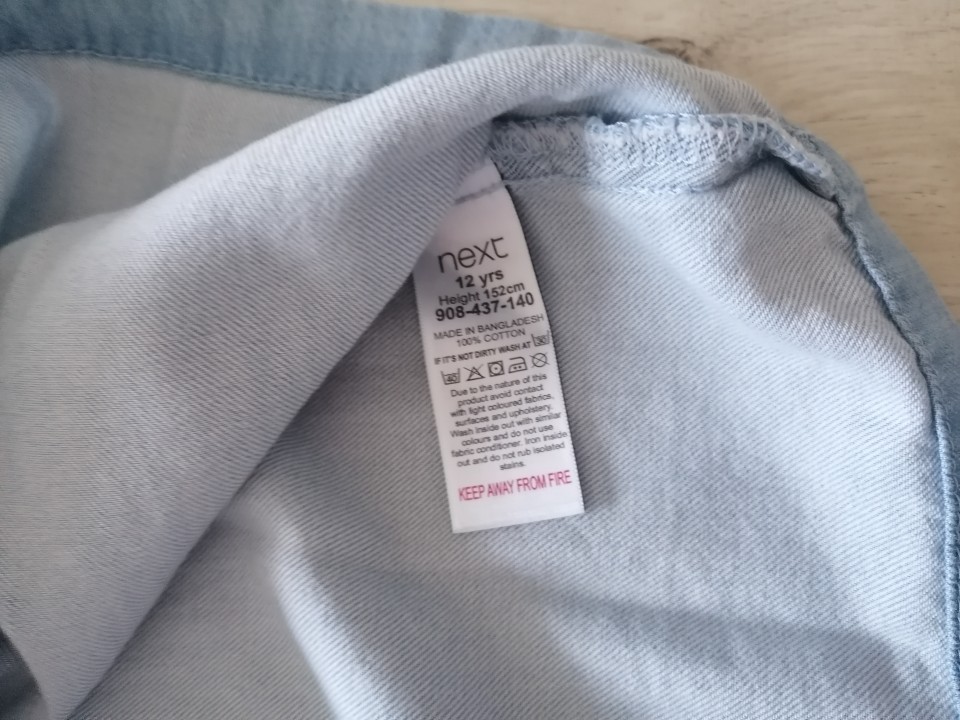 next
12 yrs
Height 152cm
908-437-140
MADE IN BANGLADESH
100% COTTON
IF IT'S NOT DIRTY WASH AT 30
40
Due to the nature of this
product avoid contact
with light coloured fabrics,
surfaces and upholstery.
Wash inside out with similar
colours and do not use
fabric conditioner. Iron inside
out and do not rub isolated
stains.
KEEP AWAY FROM FIRE